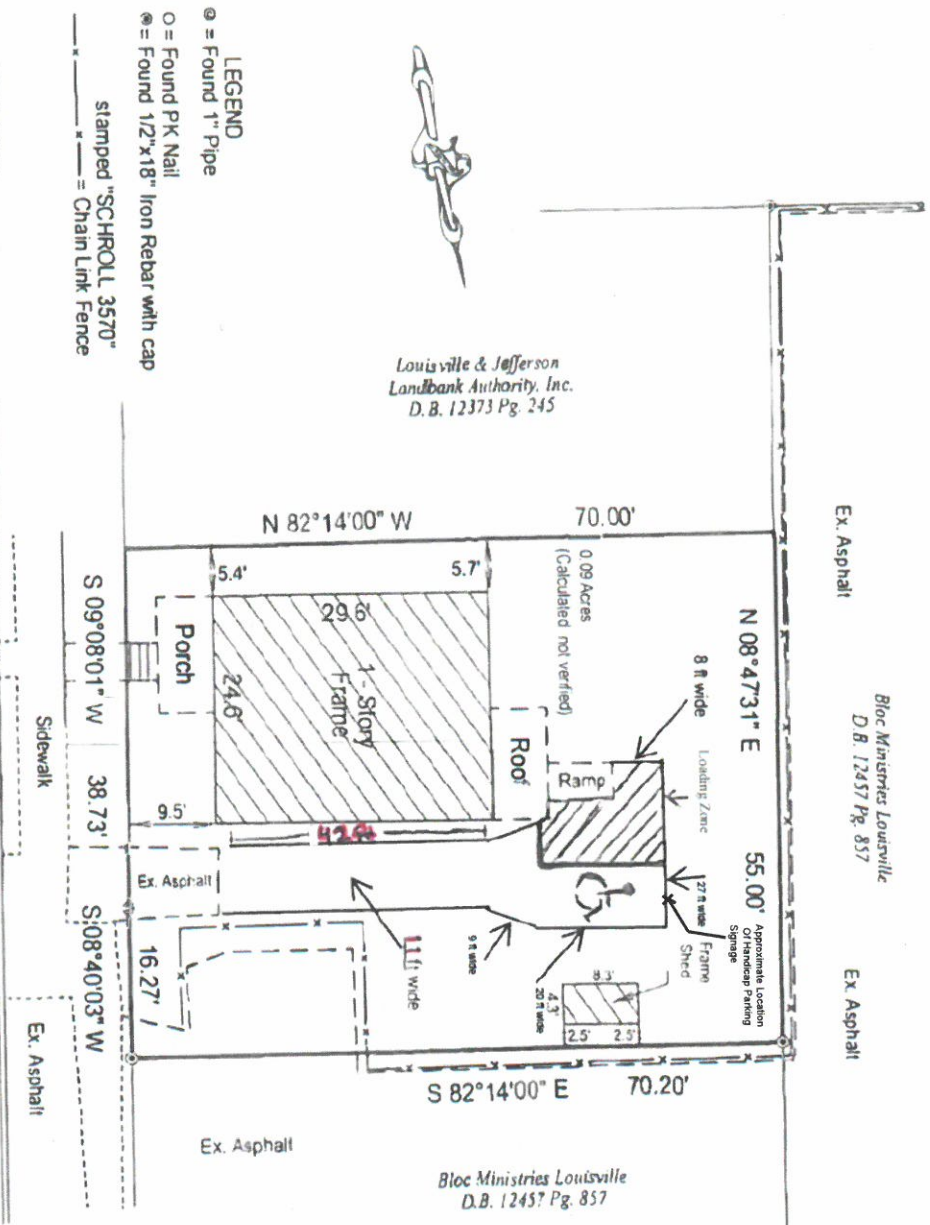 LEGEND
= Found 1" Pipe
O = Found PK Nail
= Found 1/2"x18" Iron Rebar with cap
stamped "SCHROLL 3570"
x x = Chain Link Fence
Louisville & Jefferson
Landbank Authority, Inc.
D.B. 12373 Pg. 245
Ex. Asphalt
Bloc Ministries Louisville
D.B. 12457 Pg. 857
Ex. Asphalt
N 82°14'00" W
70.00'
0.09 Acres
(Calculated not verified)
N 08°47'31" E
55.00'
8 ft wide
Loading Zone
27 ft wide
Approximate Location
Of Handicap Parking
Signage
Frame
Shed
Ramp
Roof
5.4'
5.7'
29.6'
24.6'
1 - Story
Frame
Porch
42ft
11ft wide
9 ft wide
20 ft wide
4.3'
2.5'
2.5'
9.5'
Ex. Asphalt
S 09°08'01" W
38.73'
S 08°40'03" W
16.27'
Sidewalk
Ex. Asphalt
S 82°14'00" E
70.20'
Ex. Asphalt
Bloc Ministries Louisville
D.B. 12457 Pg. 857